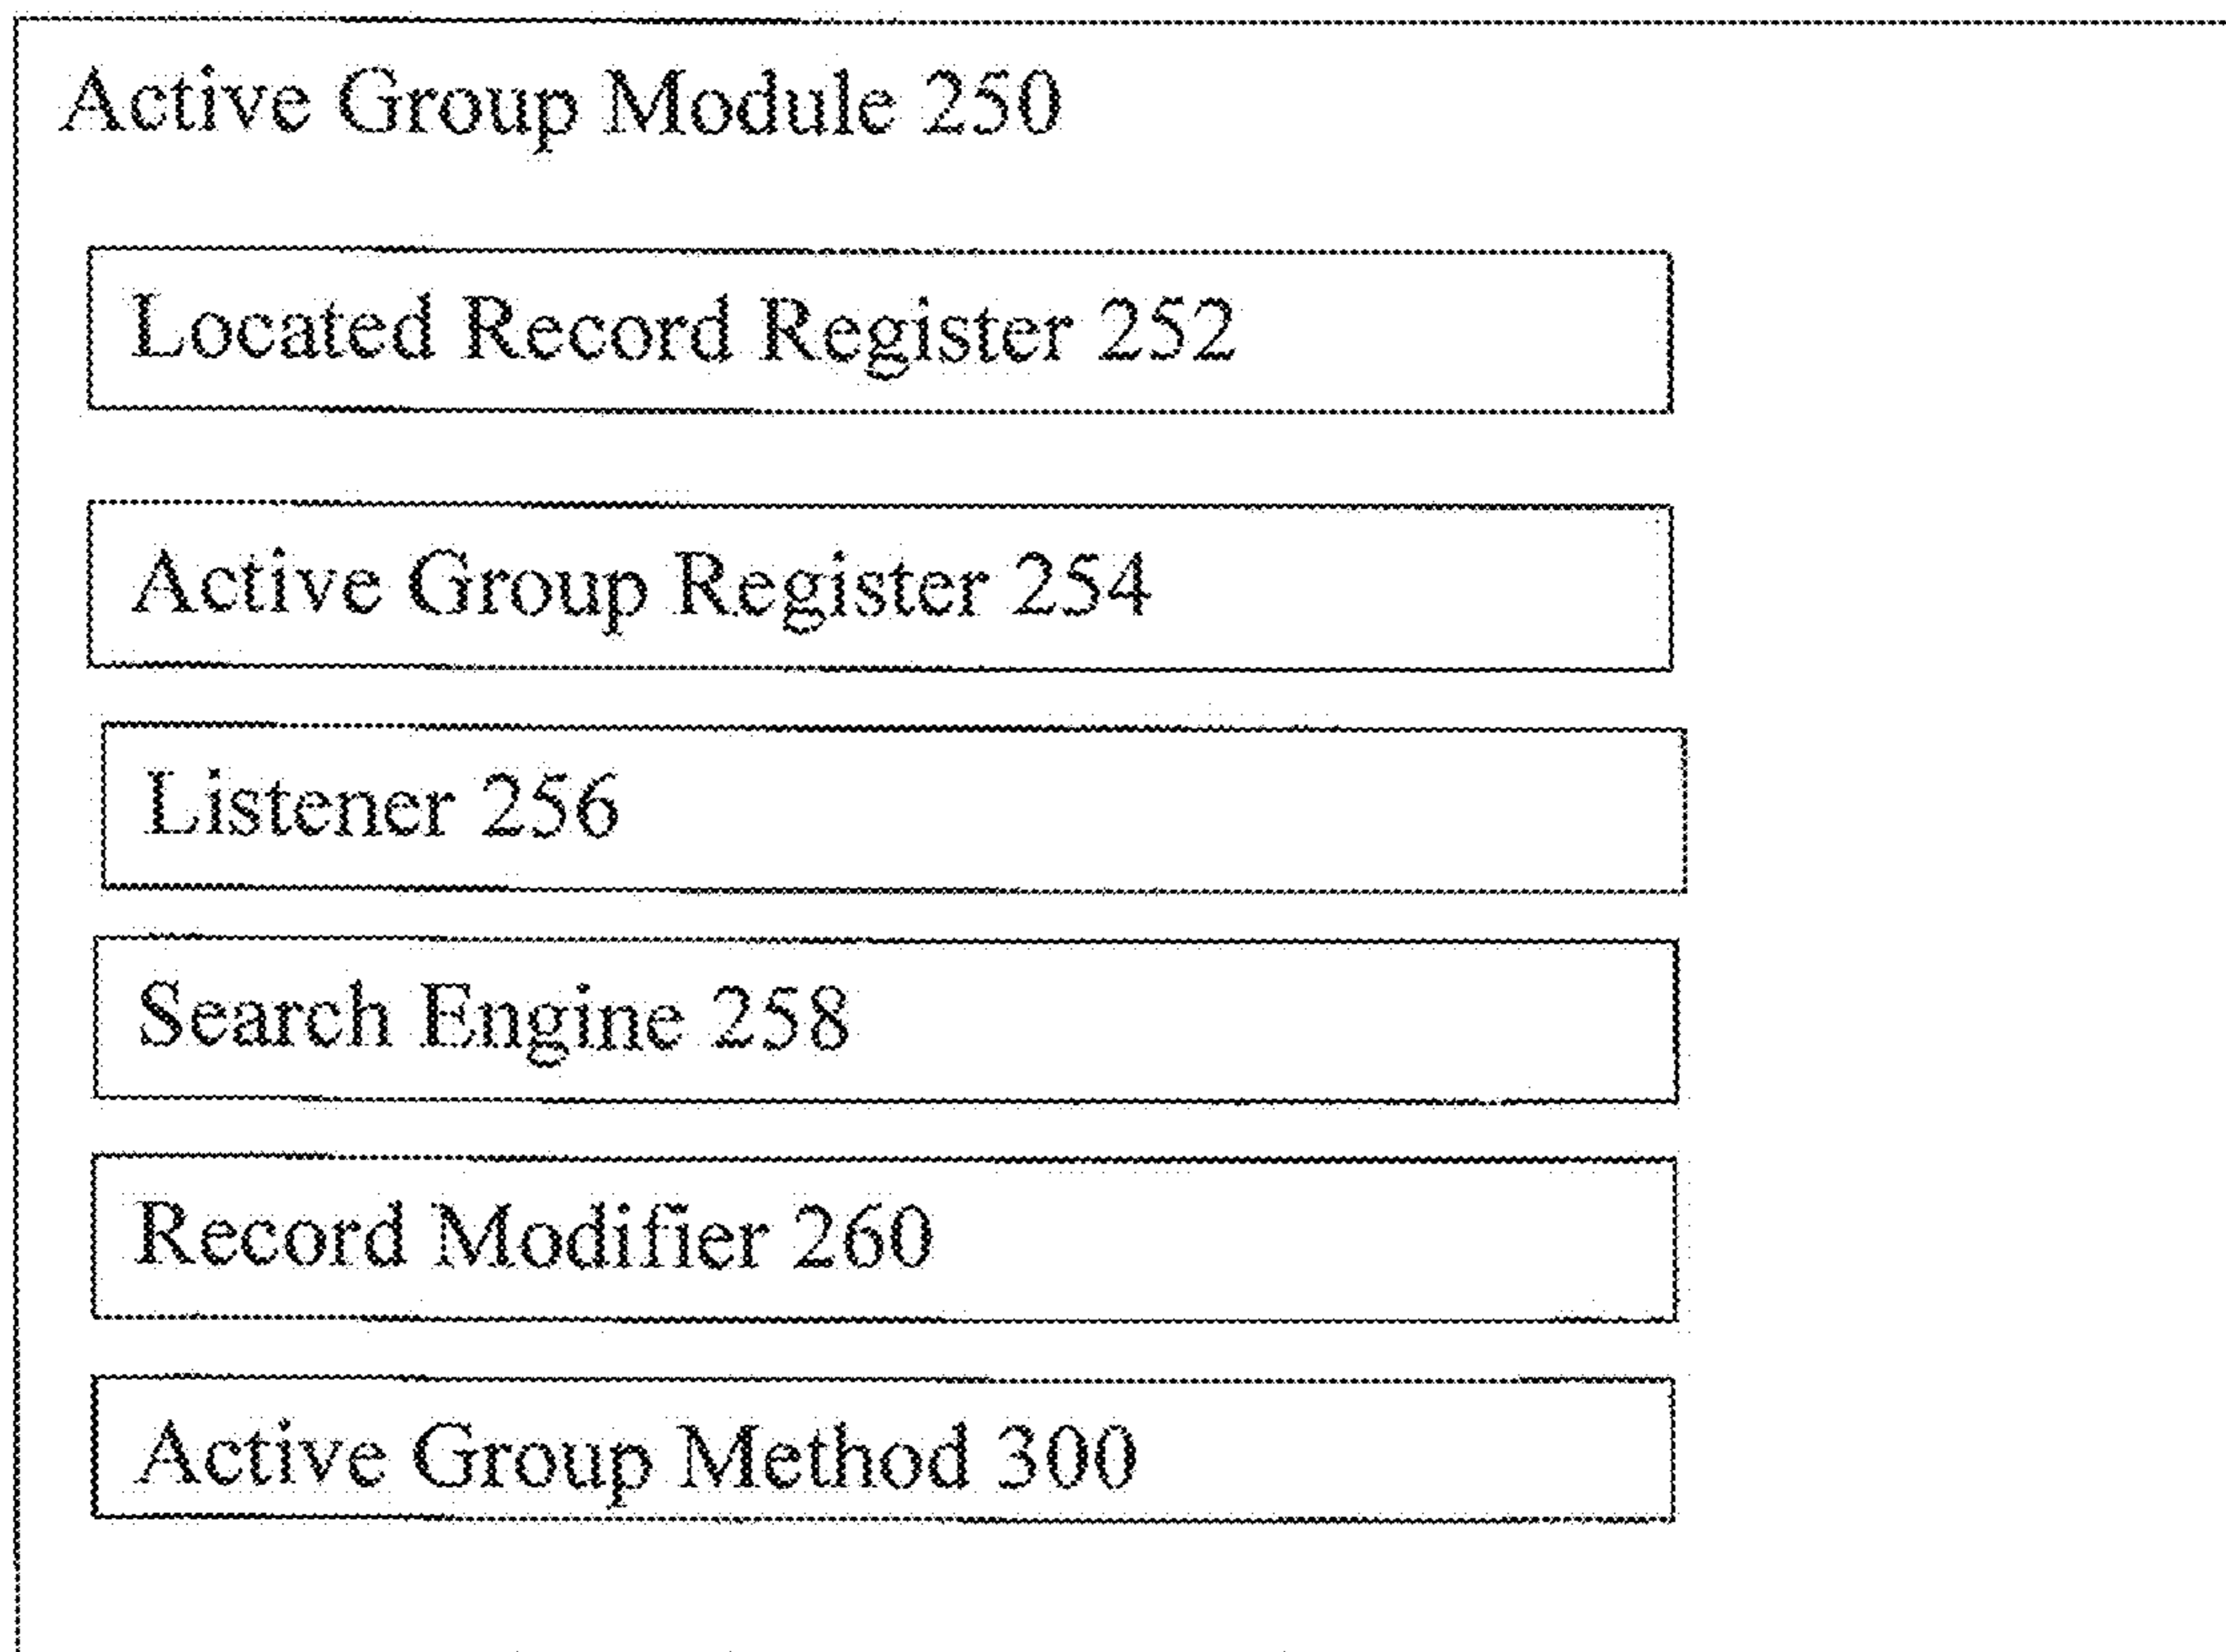 Active Group Module 250
Located Record Register 252
Active Group Register 254
Listener 256
Search Engine 258
Record Modifier 260
Active Group Method 300